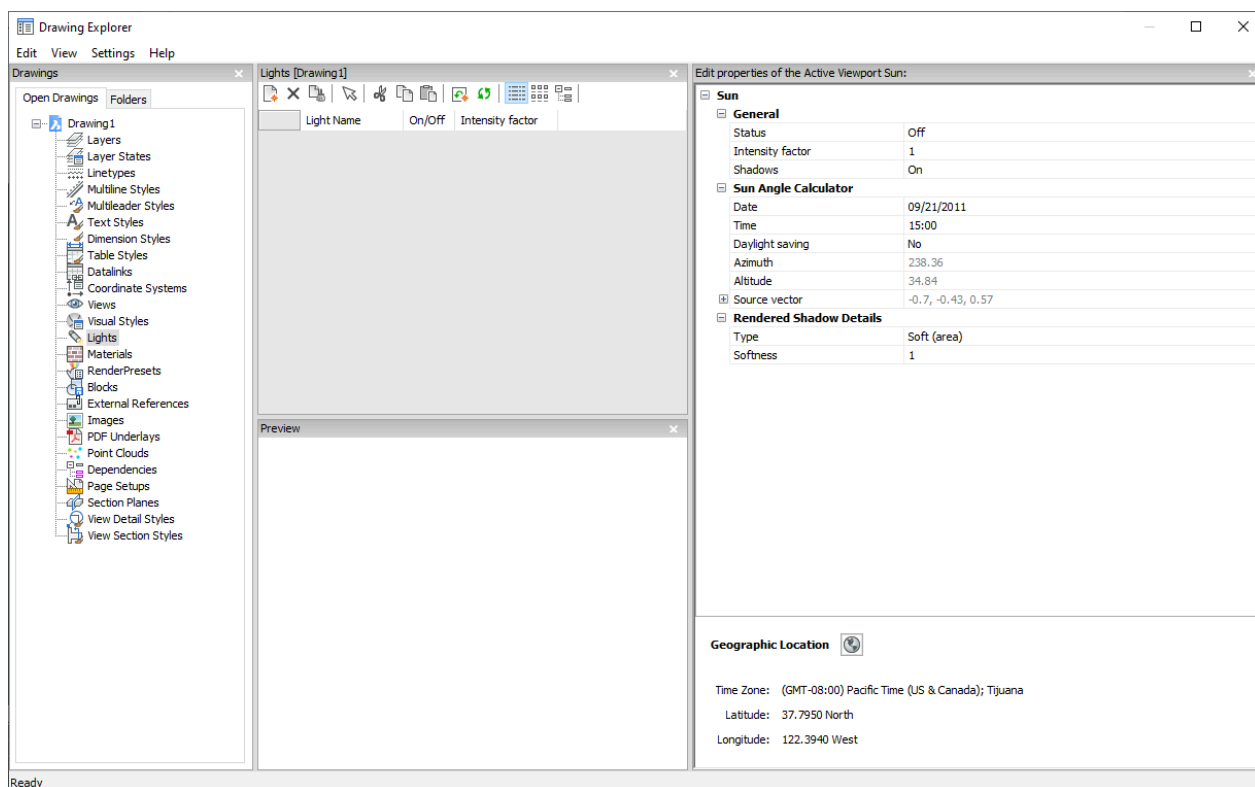 Drawing Explorer
Edit View Settings Help
Drawings
Open Drawings Folders
Drawing1
Layers
Layer States
Linetypes
Multiline Styles
Multileader Styles
Text Styles
Dimension Styles
Table Styles
Datalinks
Coordinate Systems
Views
Visual Styles
Lights
Materials
RenderPresets
Blocks
External References
Images
PDF Underlays
Point Clouds
Dependencies
Page Setups
Section Planes
View Detail Styles
View Section Styles
Lights [Drawing1]
Light Name On/Off Intensity factor
Preview
Edit properties of the Active Viewport Sun:
Sun
General
Status Off
Intensity factor 1
Shadows On
Sun Angle Calculator
Date 09/21/2011
Time 15:00
Daylight saving No
Azimuth 238.36
Altitude 34.84
Source vector -0.7, -0.43, 0.57
Rendered Shadow Details
Type Soft (area)
Softness 1
Geographic Location
Time Zone: (GMT-08:00) Pacific Time (US & Canada); Tijuana
Latitude: 37.7950 North
Longitude: 122.3940 West
Ready